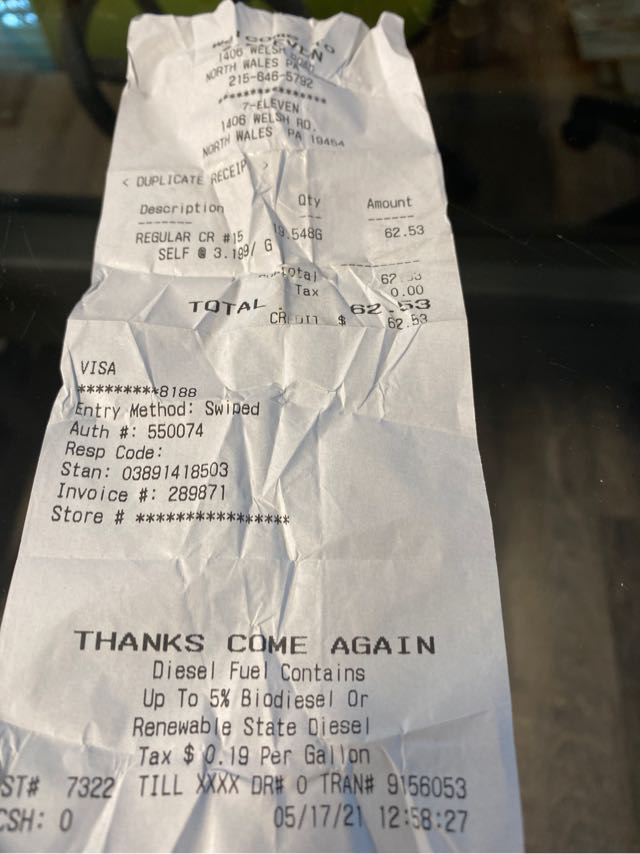 1406 WELSH
NORTH WALES
215-646-5792
********************
7-ELEVEN
1406 WELSH RD.
NORTH WALES PA 19454
< DUPLICATE RECEIPT >
Description Qty Amount
REGULAR CR #15 19.548G 62.53
SELF @ 3.199/ G
Tax 0.00
TOTAL 62.53
$ 62.53
VISA
*********8188
Entry Method: Swiped
Auth #: 550074
Resp Code:
Stan: 03891418503
Invoice #: 289871
Store # *****************
THANKS COME AGAIN
Diesel Fuel Contains
Up To 5% Biodiesel Or
Renewable State Diesel
Tax $ 0.19 Per Gallon
ST# 7322 TILL XXXX DR# 0 TRAN# 9156053
CSH: 0 05/17/21 12:58:27